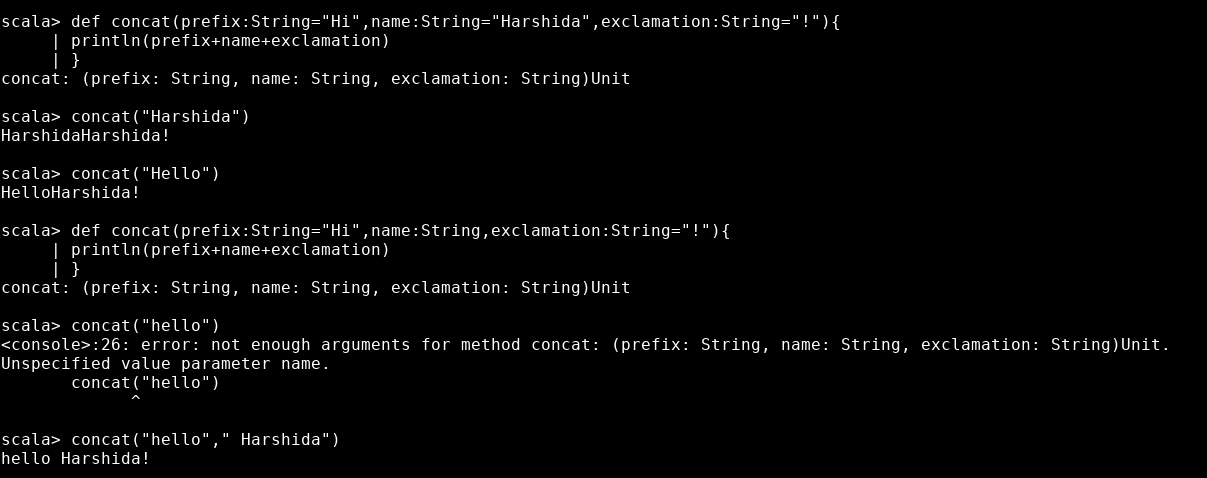 scala> def concat(prefix:String="Hi",name:String="Harshida",exclamation:String="!"){
     | println(prefix+name+exclamation)
     | }
concat: (prefix: String, name: String, exclamation: String)Unit

scala> concat("Harshida")
HarshidaHarshida!

scala> concat("Hello")
HelloHarshida!

scala> def concat(prefix:String="Hi",name:String,exclamation:String="!"){
     | println(prefix+name+exclamation)
     | }
concat: (prefix: String, name: String, exclamation: String)Unit

scala> concat("hello")
<console>:26: error: not enough arguments for method concat: (prefix: String, name: String, exclamation: String)Unit.
Unspecified value parameter name.
       concat("hello")
             ^

scala> concat("hello"," Harshida")
hello Harshida!